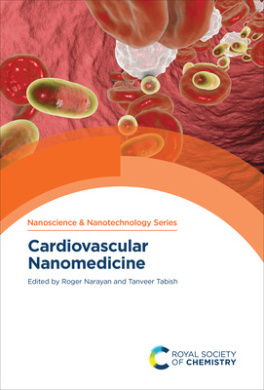 Nanoscience & Nanotechnology Series
Cardiovascular
Nanomedicine
Edited by Roger Narayan and Tanveer Tabish
ROYAL SOCIETY
OF CHEMISTRY